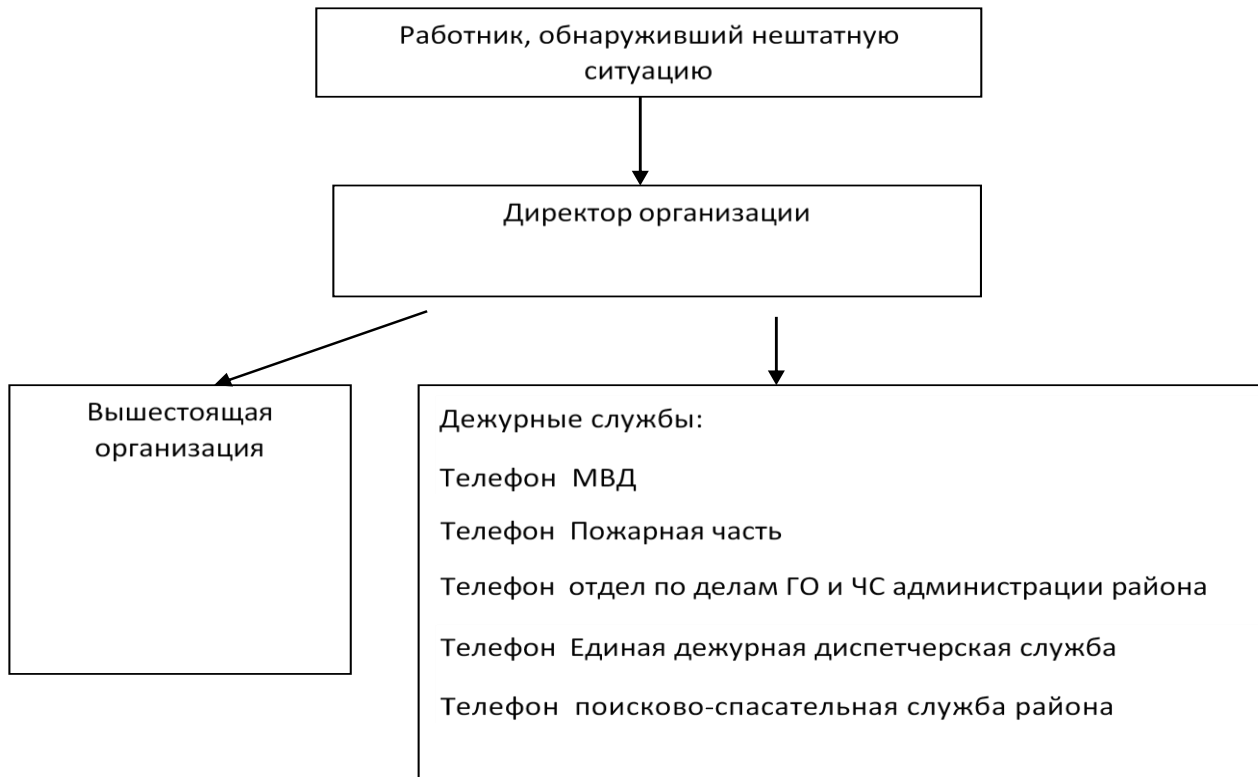 Работник, обнаруживший нештатную
ситуацию
Директор организации
Вышестоящая
организация
Дежурные службы:
Телефон МВД
Телефон Пожарная часть
Телефон отдел по делам ГО и ЧС администрации района
Телефон Единая дежурная диспетчерская служба
Телефон поисково-спасательная служба района